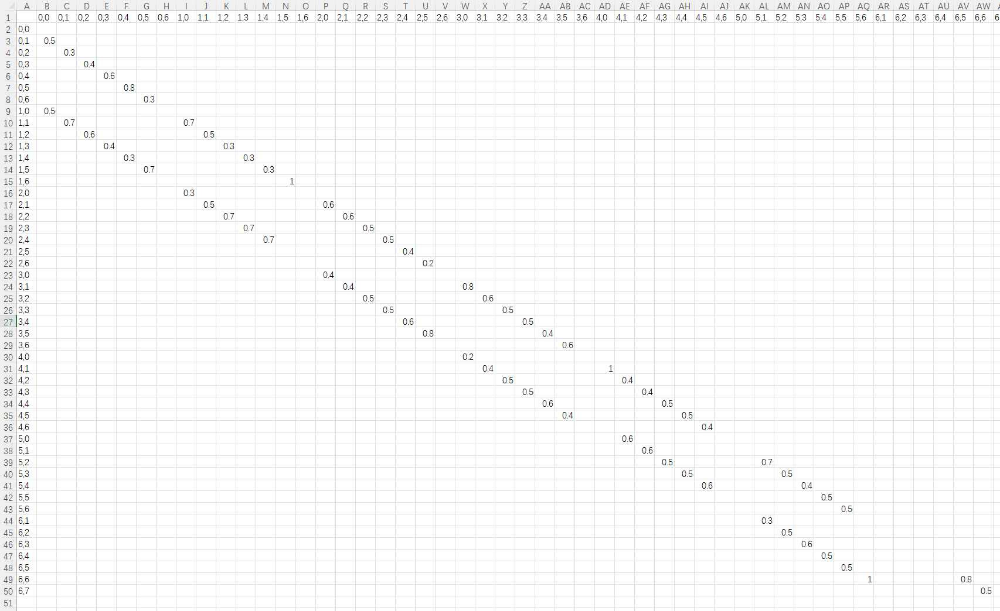 A B C D E F G H I J K L M N O P Q R S T U V W X Y Z AA AB AC AD AE AF AG AH AI AJ AK AL AM AN AO AP AQ AR AS AT AU AV AW
1 0,0 0,1 0,2 0,3 0,4 0,5 0,6 1,0 1,1 1,2 1,3 1,4 1,5 1,6 2,0 2,1 2,2 2,3 2,4 2,5 2,6 3,0 3,1 3,2 3,3 3,4 3,5 3,6 4,0 4,1 4,2 4,3 4,4 4,5 4,6 5,0 5,1 5,2 5,3 5,4 5,5 5,6 6,1 6,2 6,3 6,4 6,5 6,6 6
2 0,0
3 0,1 0.5
4 0,2 0.3
5 0,3 0.4
6 0,4 0.6
7 0,5 0.8
8 0,6 0.3
9 1,0 0.5
10 1,1 0.7 0.7
11 1,2 0.6 0.5
12 1,3 0.4 0.3
13 1,4 0.3 0.3
14 1,5 0.7 0.3
15 1,6 1
16 2,0 0.3
17 2,1 0.5 0.6
18 2,2 0.7 0.6
19 2,3 0.7 0.5
20 2,4 0.7 0.5
21 2,5 0.4
22 2,6 0.2
23 3,0 0.4
24 3,1 0.4 0.8
25 3,2 0.5 0.6
26 3,3 0.5 0.5
27 3,4 0.6 0.5
28 3,5 0.8 0.4
29 3,6 0.6
30 4,0 0.2
31 4,1 0.4 1
32 4,2 0.5 0.4
33 4,3 0.5 0.4
34 4,4 0.6 0.5
35 4,5 0.4 0.5
36 4,6 0.4
37 5,0 0.6
38 5,1 0.6
39 5,2 0.5 0.7
40 5,3 0.5 0.5
41 5,4 0.6 0.4
42 5,5 0.5
43 5,6 0.5
44 6,1 0.3
45 6,2 0.5
46 6,3 0.6
47 6,4 0.5
48 6,5 0.5
49 6,6 1 0.8
50 6,7 0.5
51